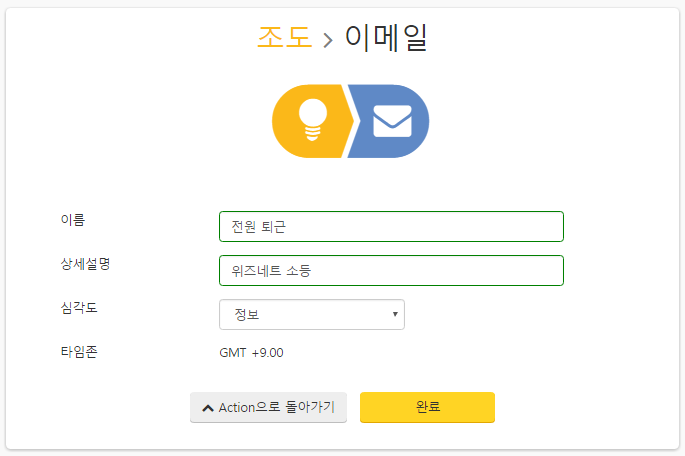 조도 > 이메일
이름 전원 퇴근
상세설명 위즈네트 소등
심각도 정보
타임존 GMT +9.00
Action으로 돌아가기 완료